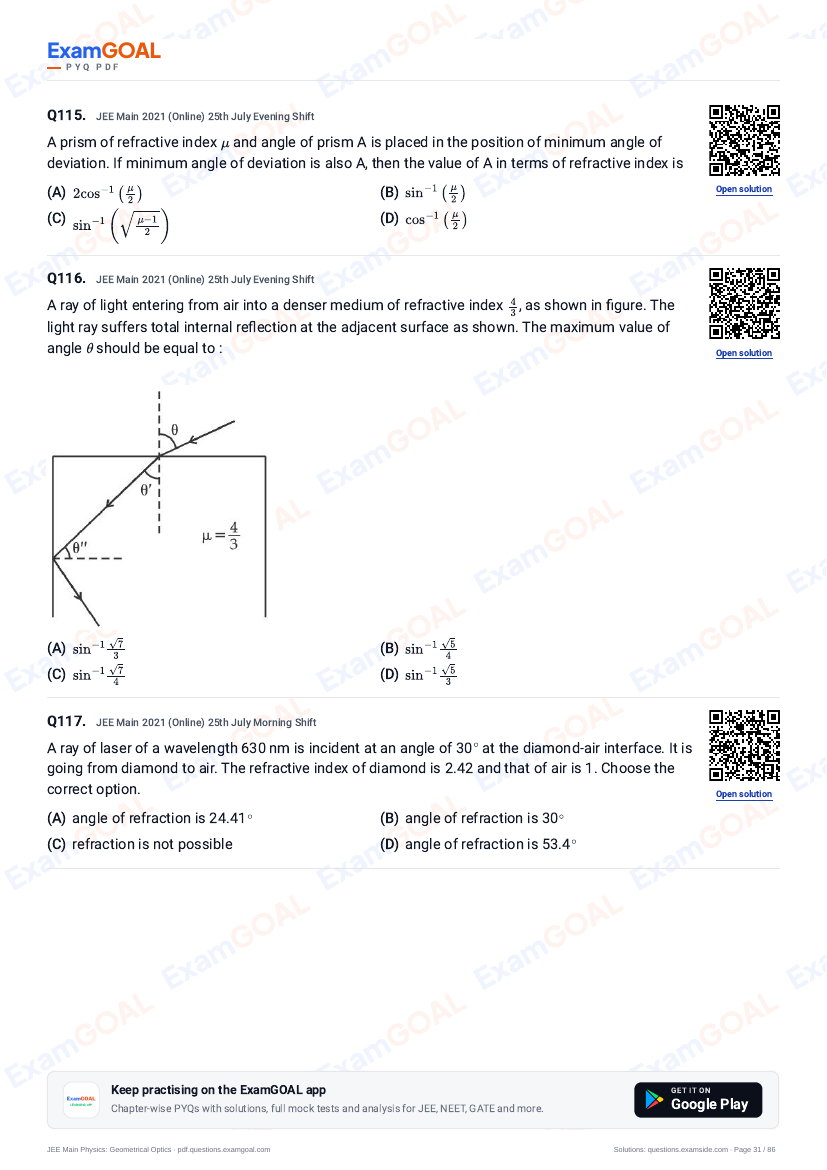 ExamGOAL
PYQ PDF
Q115. JEE Main 2021 (Online) 25th July Evening Shift
A prism of refractive index μ and angle of prism A is placed in the position of minimum angle of
deviation. If minimum angle of deviation is also A, then the value of A in terms of refractive index is
(A) 2cos⁻¹ (μ/2)
(B) sin⁻¹ (μ/2)
(C) sin⁻¹ (√((μ−1)/2))
(D) cos⁻¹ (μ/2)
Open solution
Q116. JEE Main 2021 (Online) 25th July Evening Shift
A ray of light entering from air into a denser medium of refractive index 4/3, as shown in figure. The
light ray suffers total internal reflection at the adjacent surface as shown. The maximum value of
angle θ should be equal to :
Open solution
θ
θ′
μ = 4/3
θ′′
(A) sin⁻¹ √7/3
(B) sin⁻¹ √5/4
(C) sin⁻¹ √7/4
(D) sin⁻¹ √5/3
Q117. JEE Main 2021 (Online) 25th July Morning Shift
A ray of laser of a wavelength 630 nm is incident at an angle of 30° at the diamond-air interface. It is
going from diamond to air. The refractive index of diamond is 2.42 and that of air is 1. Choose the
correct option.
(A) angle of refraction is 24.41°
(B) angle of refraction is 30°
(C) refraction is not possible
(D) angle of refraction is 53.4°
Open solution
ExamGOAL
Keep practising on the ExamGOAL app
Chapter-wise PYQs with solutions, full mock tests and analysis for JEE, NEET, GATE and more.
GET IT ON
Google Play
JEE Main Physics: Geometrical Optics · pdf.questions.examgoal.com
Solutions: questions.examside.com · Page 31 / 86